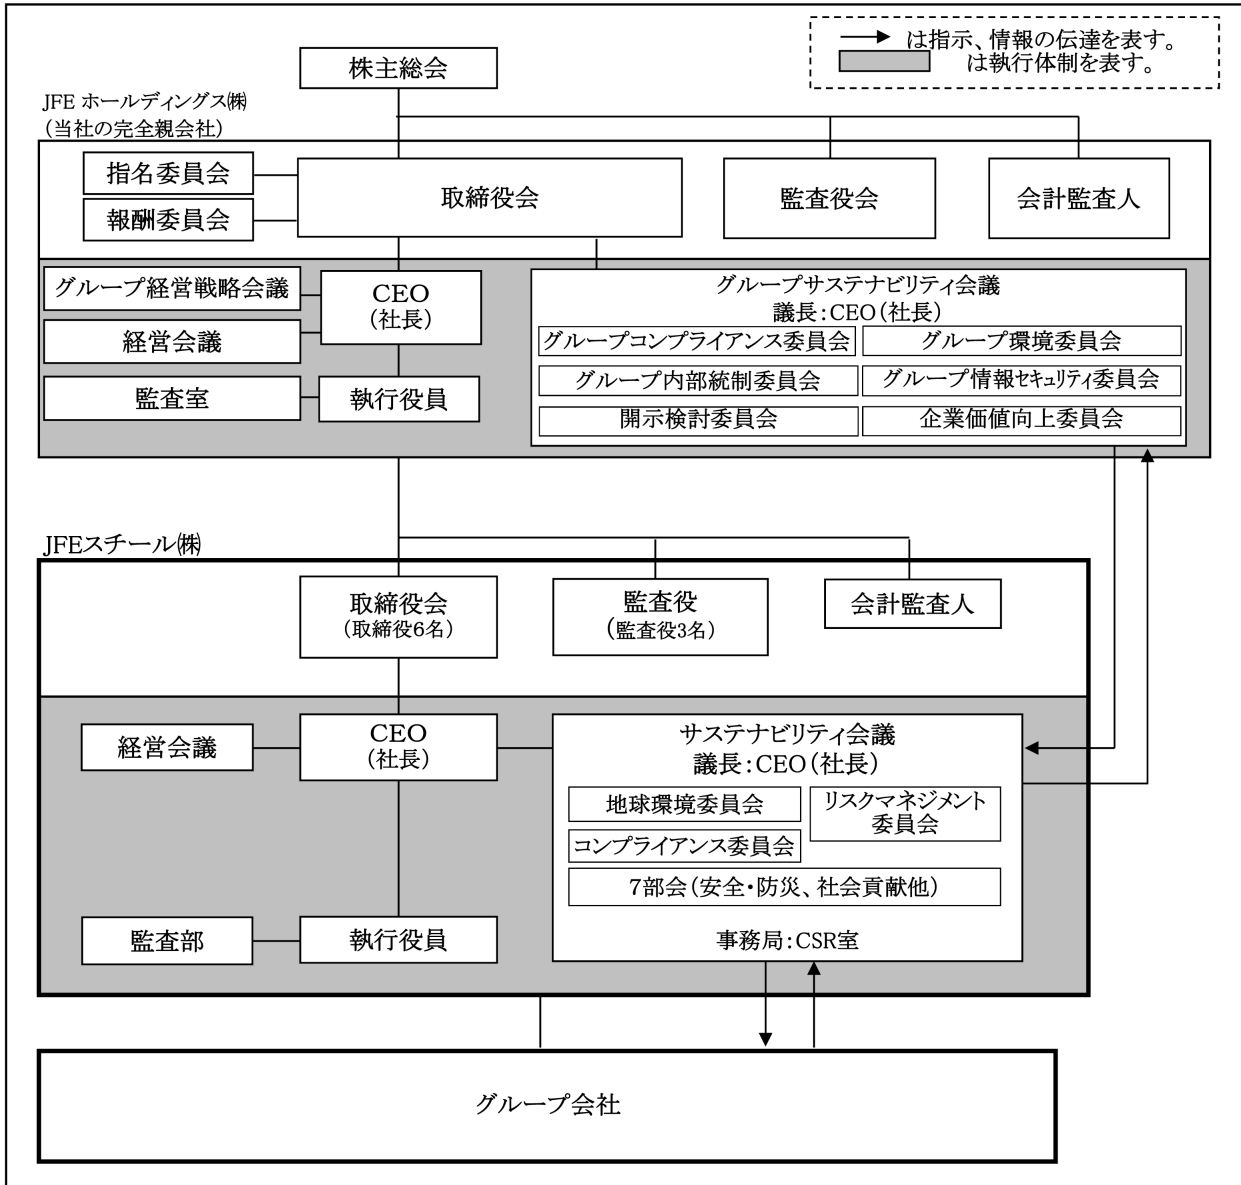 は指示、情報の伝達を表す。
は執行体制を表す。
株主総会
JFE ホールディングス㈱
（当社の完全親会社）
指名委員会
報酬委員会
取締役会
監査役会
会計監査人
グループ経営戦略会議
経営会議
監査室
CEO
（社長）
執行役員
グループサステナビリティ会議
議長：CEO（社長）
グループコンプライアンス委員会
グループ環境委員会
グループ内部統制委員会
グループ情報セキュリティ委員会
開示検討委員会
企業価値向上委員会
JFEスチール㈱
取締役会
（取締役6名）
監査役
（監査役3名）
会計監査人
経営会議
CEO
（社長）
監査部
執行役員
サステナビリティ会議
議長：CEO（社長）
地球環境委員会
リスクマネジメント
委員会
コンプライアンス委員会
7部会（安全・防災、社会貢献他）
事務局：CSR室
グループ会社